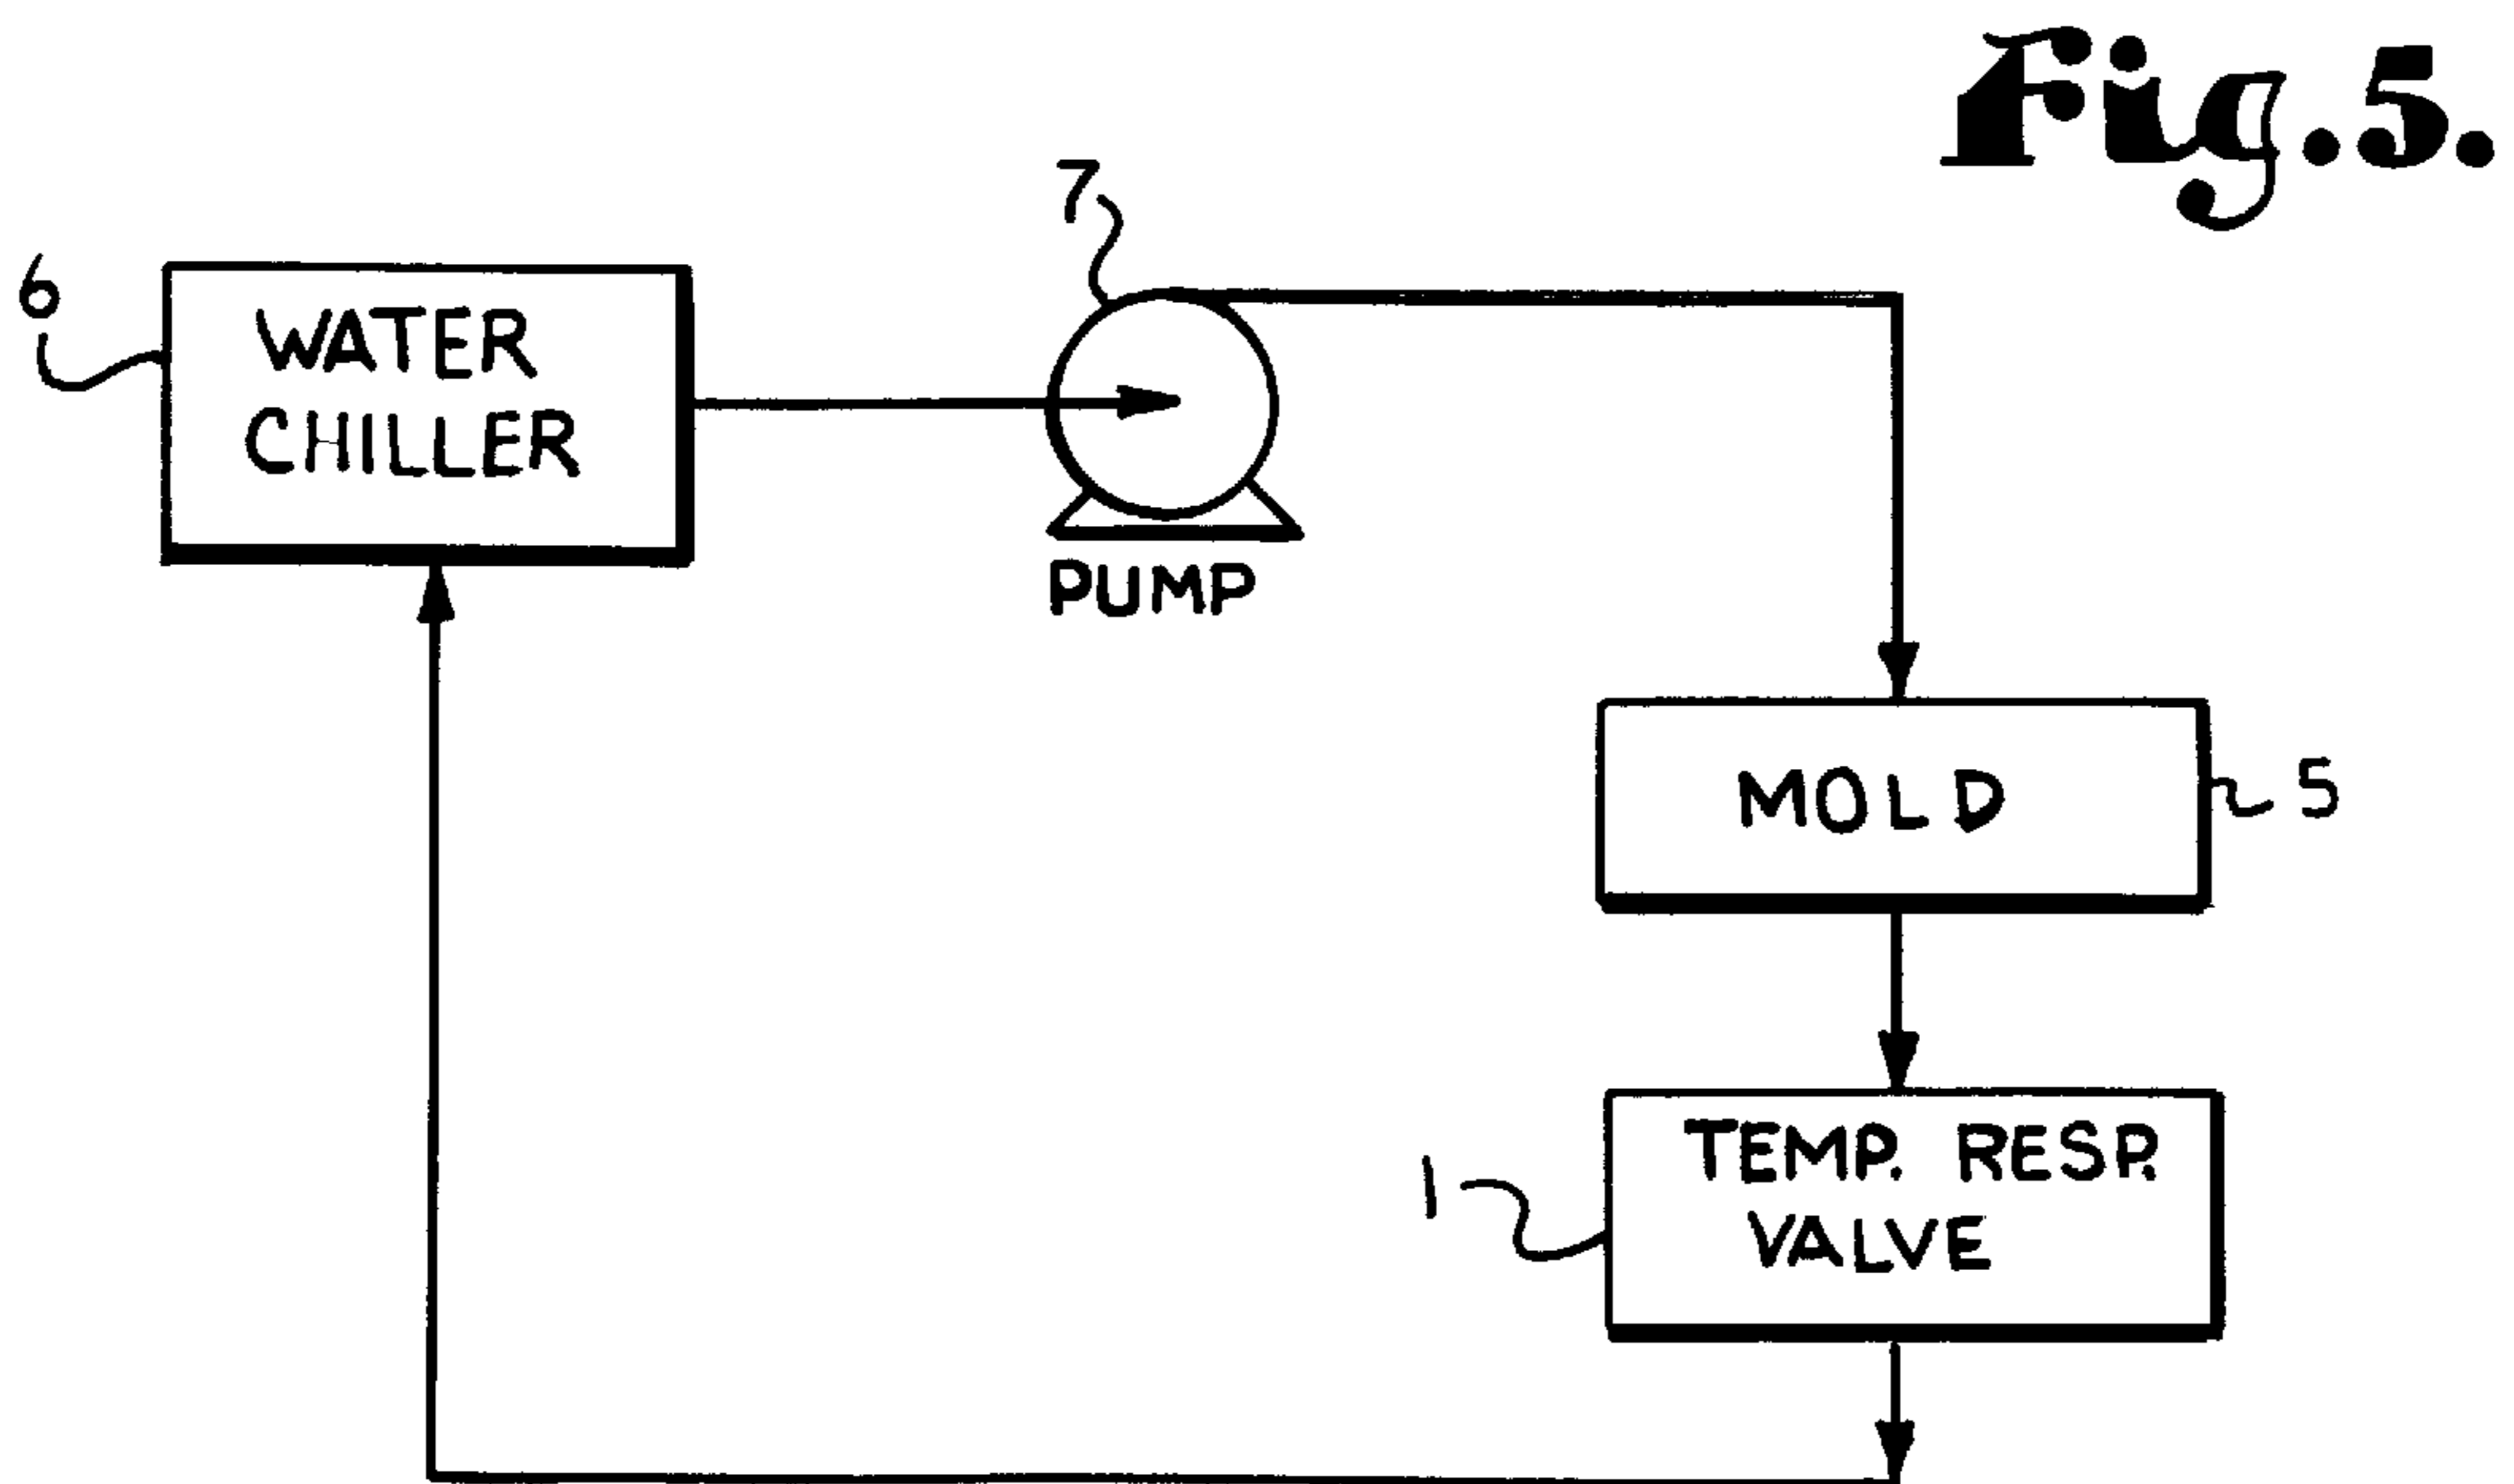 Fig.5.
7
6
WATER
CHILLER
PUMP
MOLD
5
TEMP. RESP.
VALVE
1